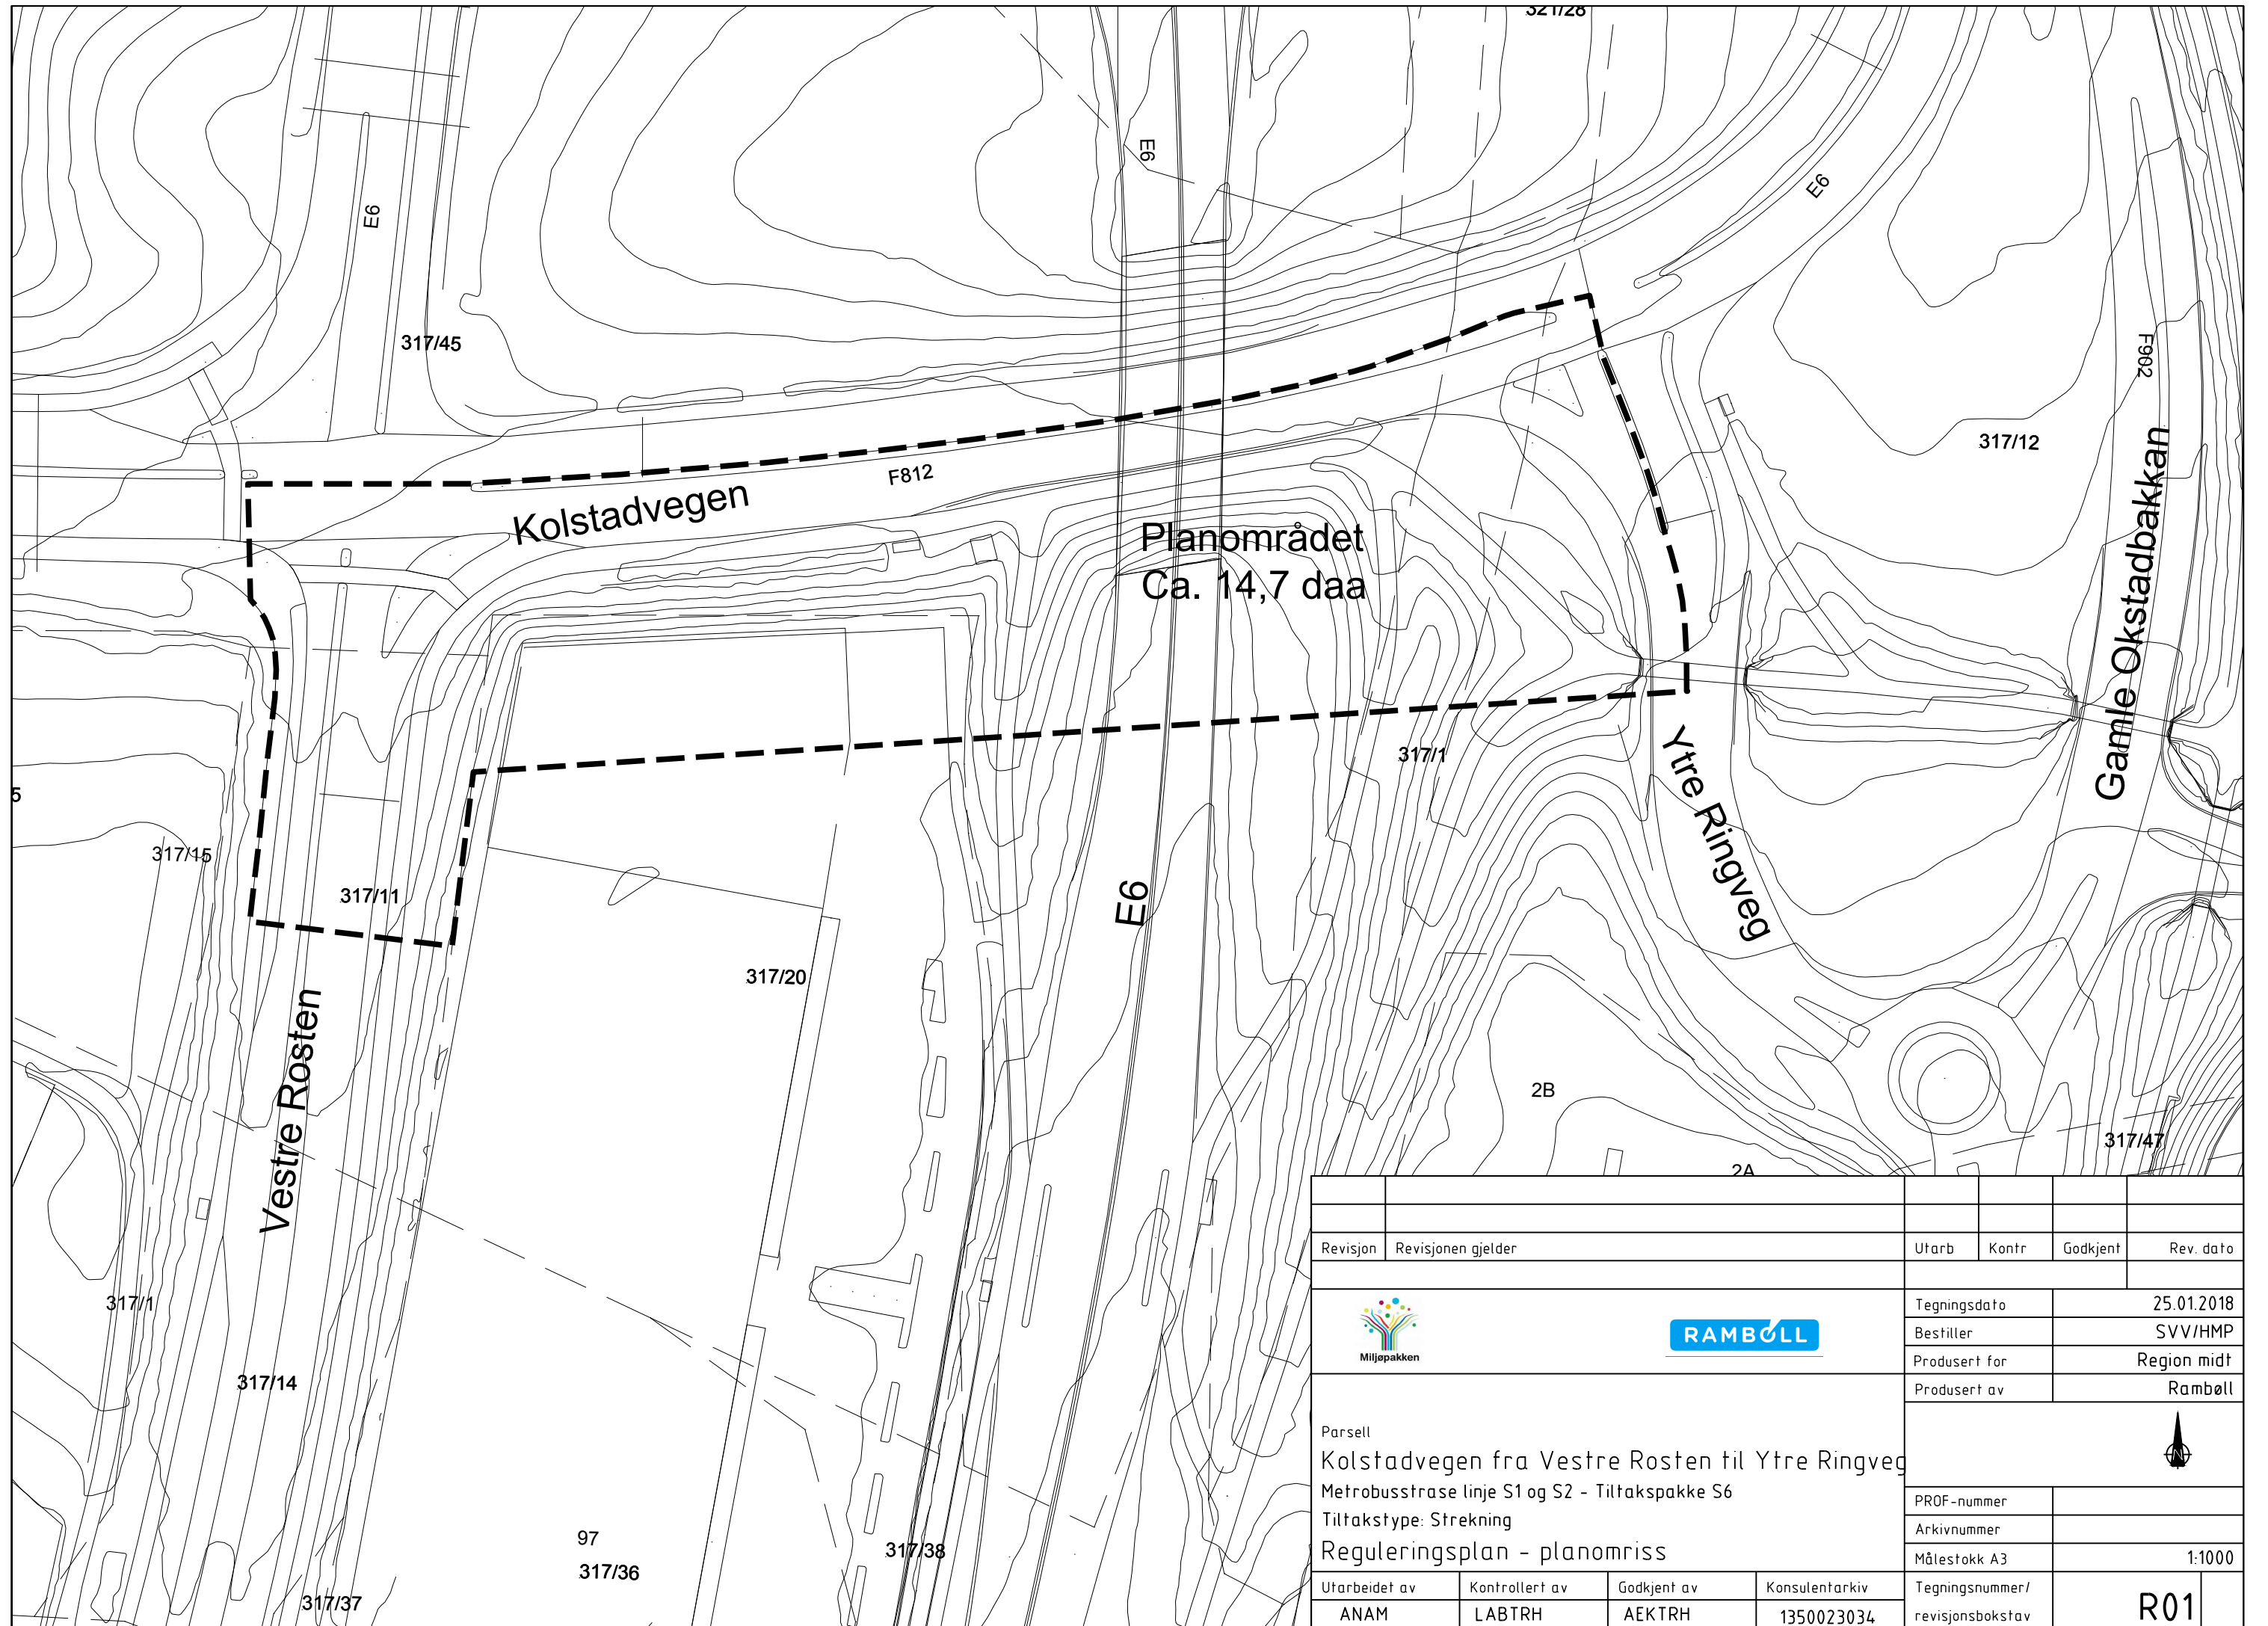 321/28
E6
E6
E6
317/45
F902
317/12
F812
Kolstadvegen
Planområdet
Ca. 14,7 daa
Gamle Okstadbakkan
317/1
Ytre Ringveg
5
317/15
317/11
E6
317/20
Vestre Rosten
2B
317/47
2A
317/1
317/14
97
317/36
317/38
317/37
Revisjon Revisjonen gjelder Utarb Kontr Godkjent Rev. dato
Miljøpakken
RAMBOLL
Tegningsdato 25.01.2018
Bestiller SVV/HMP
Produsert for Region midt
Produsert av Rambøll
Parsell
Kolstadvegen fra Vestre Rosten til Ytre Ringveg
Metrobusstrase linje S1 og S2 - Tiltakspakke S6
Tiltakstype: Strekning
Reguleringsplan - planomriss
N
PROF-nummer
Arkivnummer
Målestokk A3 1:1000
Utarbeidet av Kontrollert av Godkjent av Konsulentarkiv
ANAM LABTRH AEKTRH 1350023034
Tegningsnummer/
revisjonsbokstav R01